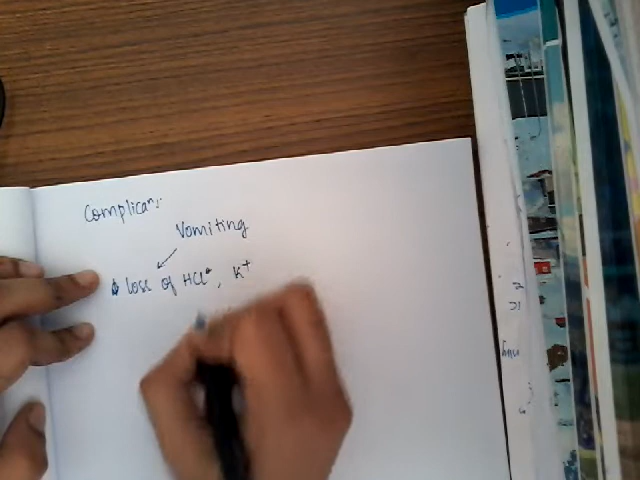 Complican:-
Vomiting
loss of HCl, K+